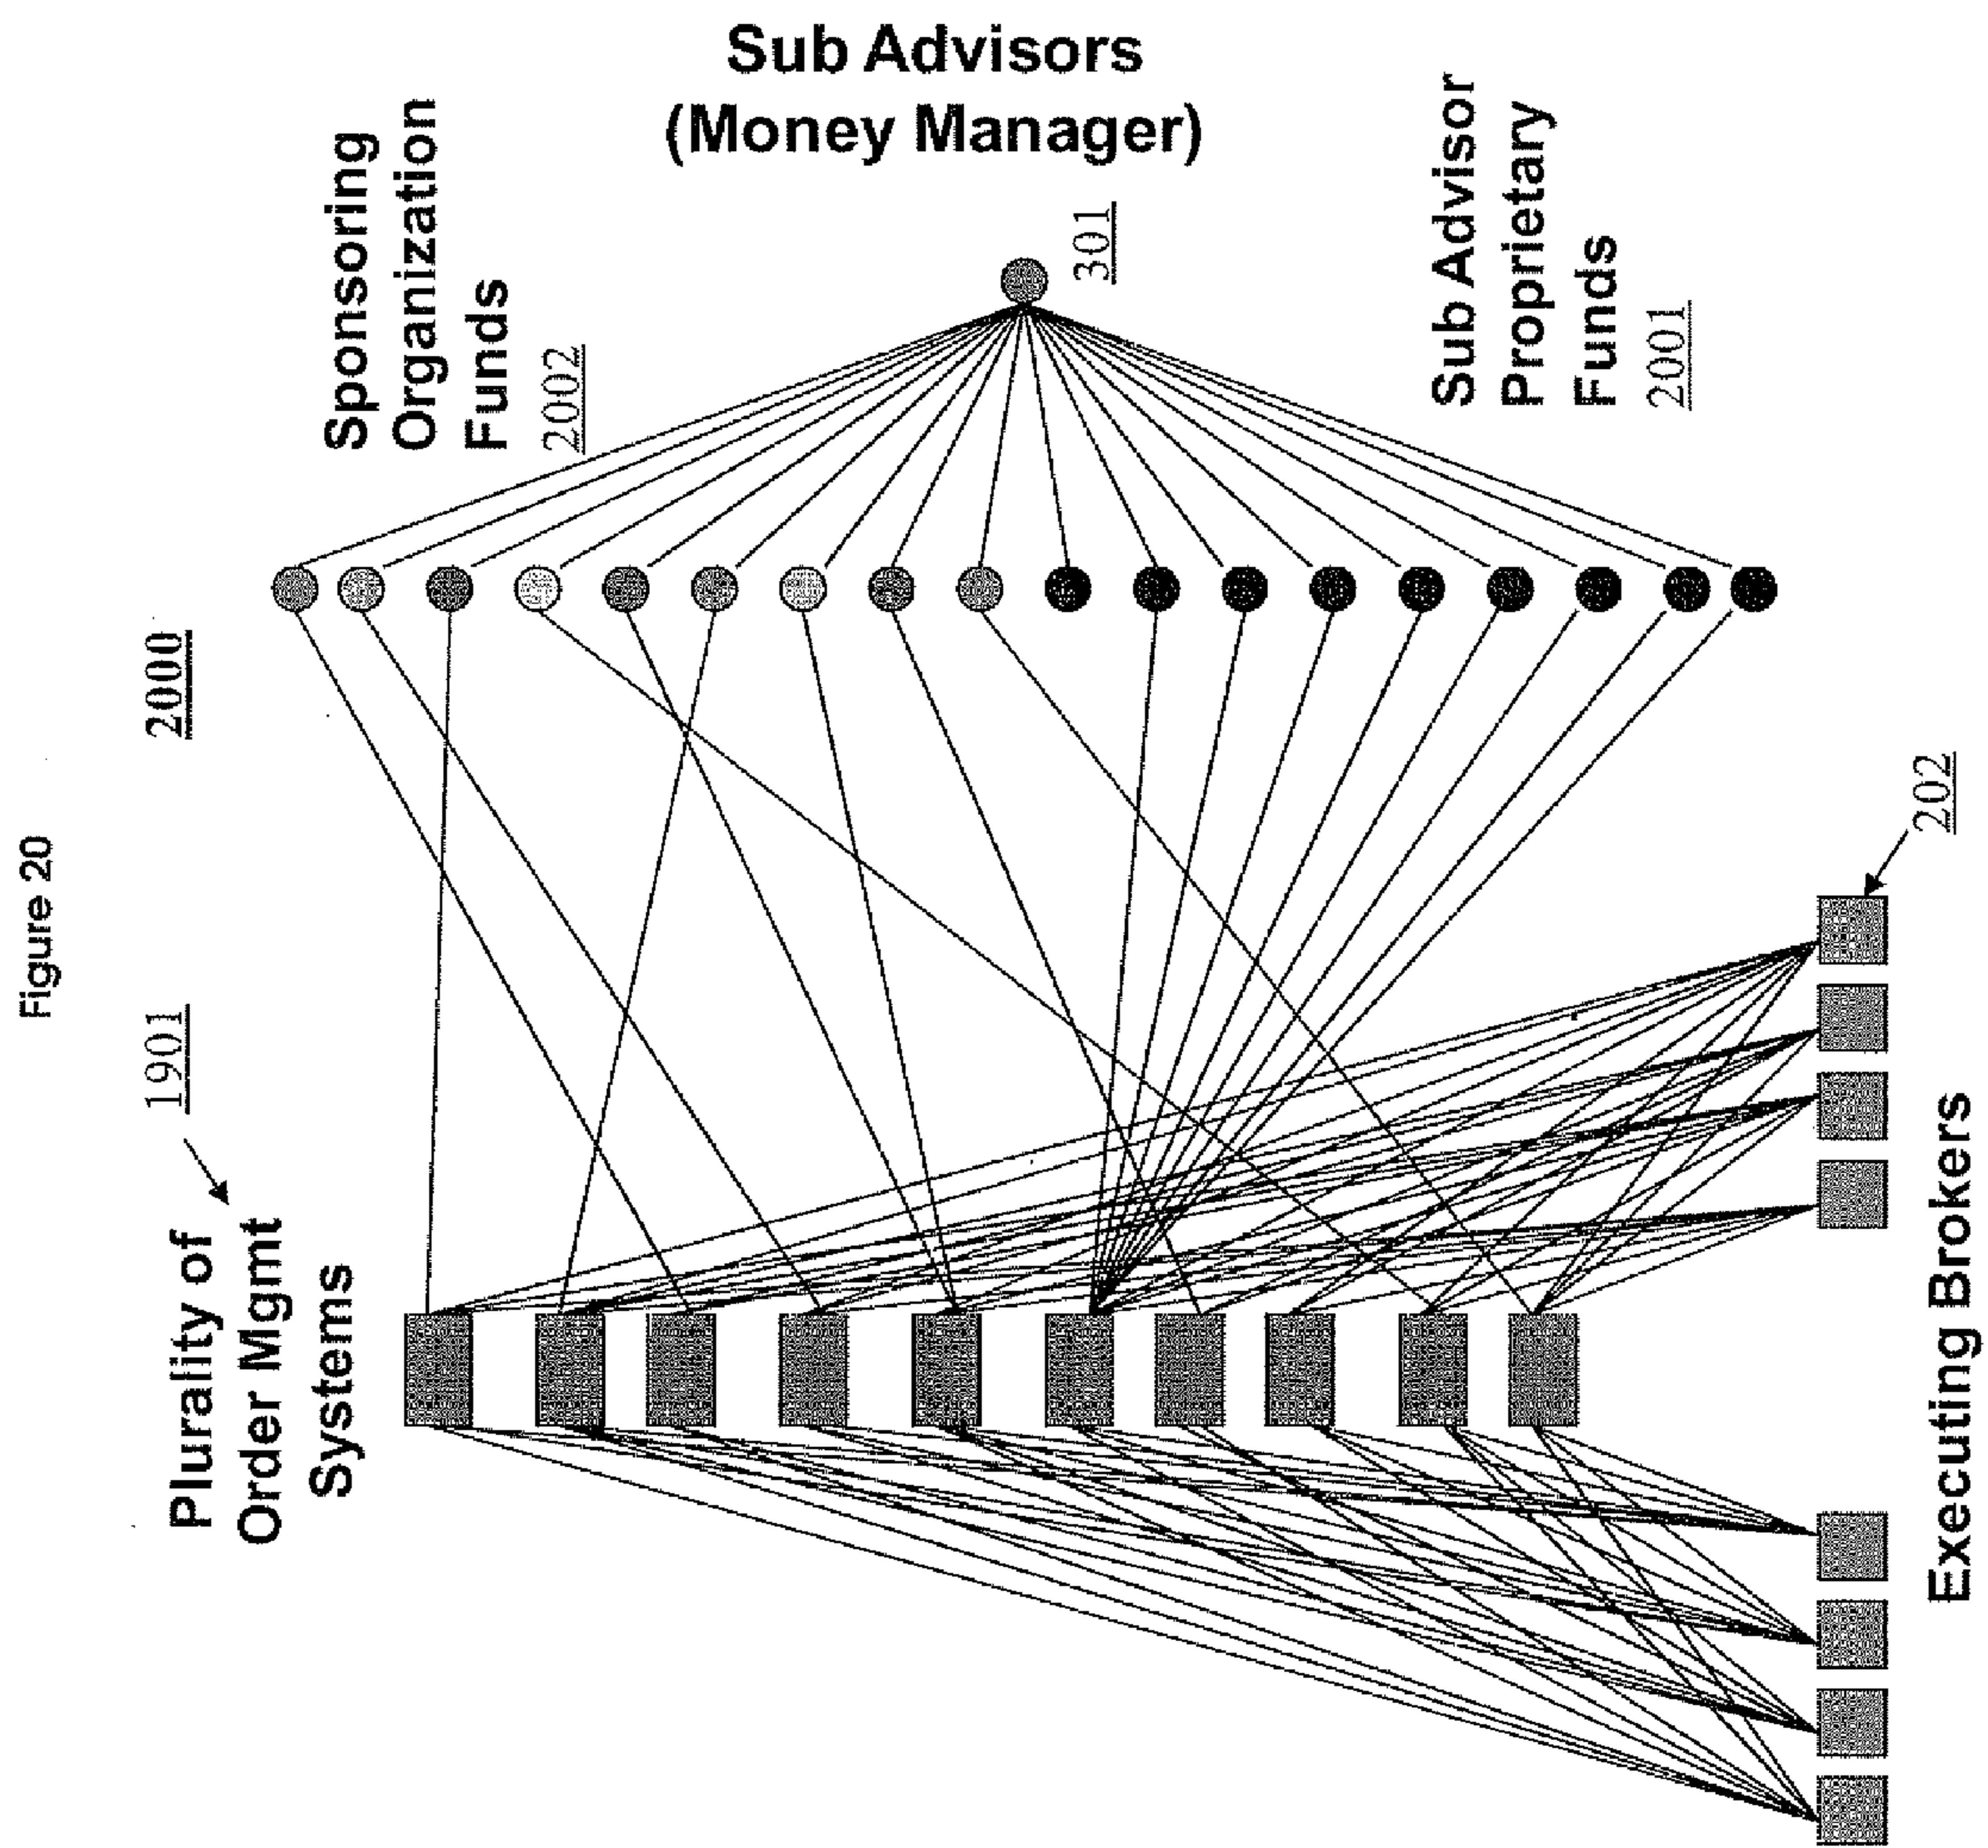 Figure 20
2000
Sub Advisors
(Money Manager)
Sponsoring
Organization
Funds
2002
301
Sub Advisor
Proprietary
Funds
2001
1901
Plurality of
Order Mgmt
Systems
202
Executing Brokers